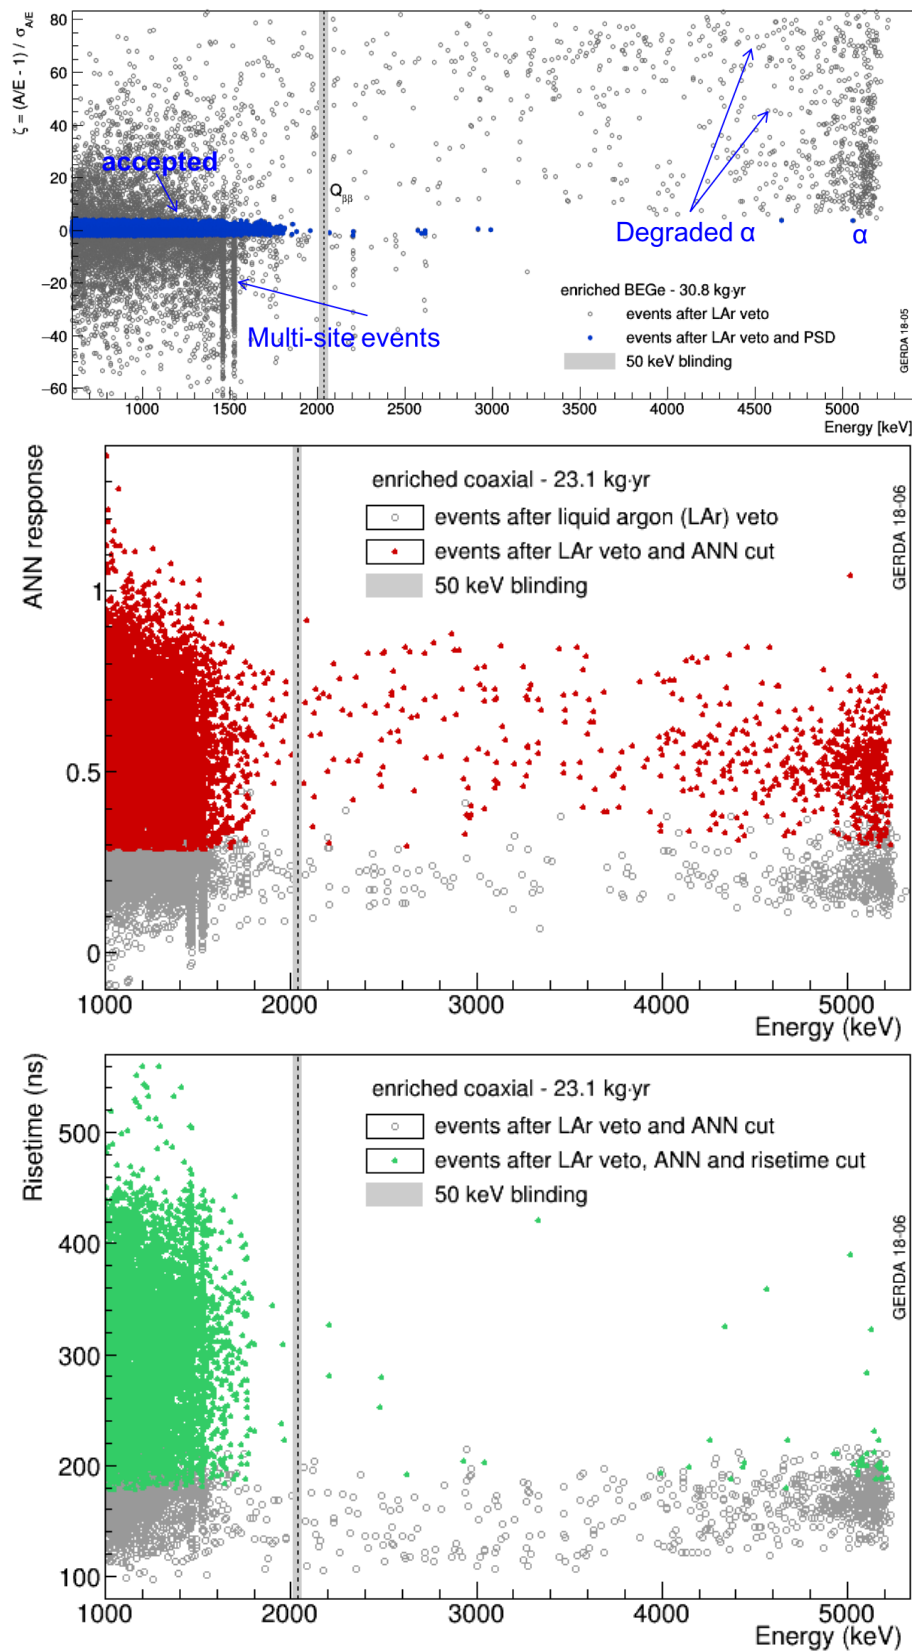 ζ = (A/E - 1) / σ_A/E
80
60
40
20
0
−20
−40
−60
accepted
Q_ββ
Degraded α
α
Multi-site events
enriched BEGe - 30.8 kg·yr
events after LAr veto
events after LAr veto and PSD
50 keV blinding
GERDA 18-05
1000 1500 2000 2500 3000 3500 4000 4500 5000
Energy [keV]
ANN response
1
0.5
0
enriched coaxial - 23.1 kg·yr
events after liquid argon (LAr) veto
events after LAr veto and ANN cut
50 keV blinding
GERDA 18-06
1000 2000 3000 4000 5000
Energy (keV)
Risetime (ns)
500
400
300
200
100
enriched coaxial - 23.1 kg·yr
events after LAr veto and ANN cut
events after LAr veto, ANN and risetime cut
50 keV blinding
GERDA 18-06
1000 2000 3000 4000 5000
Energy (keV)